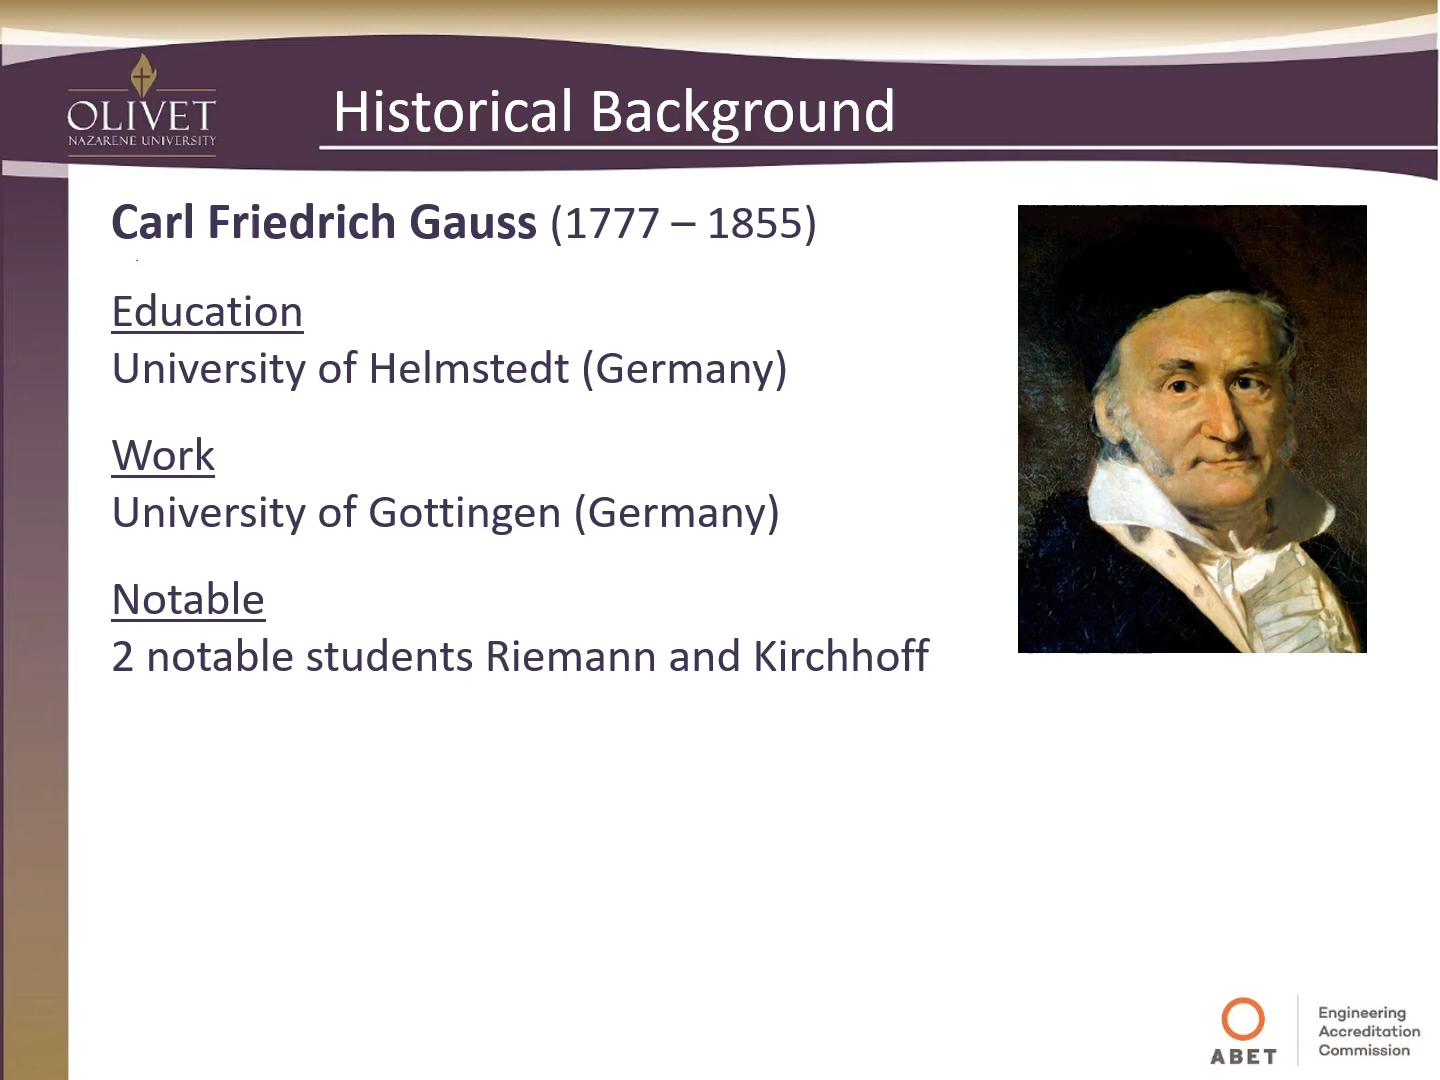 OLIVET
NAZARENE UNIVERSITY
Historical Background
Carl Friedrich Gauss (1777 – 1855)
Education
University of Helmstedt (Germany)
Work
University of Gottingen (Germany)
Notable
2 notable students Riemann and Kirchhoff
ABET
Engineering
Accreditation
Commission